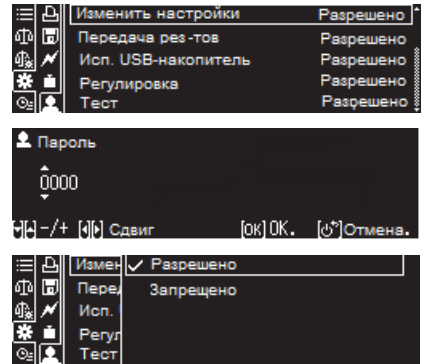 Изменить настройки Разрешено
Передача рез-тов Разрешено
Исп. USB-накопитель Разрешено
Регулировка Разрешено
Тест Разрешено
Пароль
0000
-/+ Сдвиг [OK] OK. Отмена.
Измен ✓ Разрешено
Перед Запрещено
Исп.
Регул
Тест